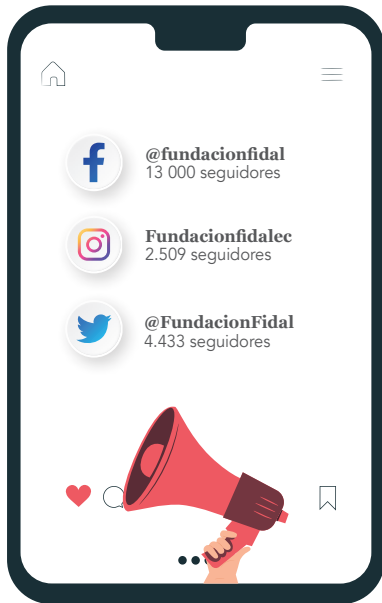 @fundacionfidal
13 000 seguidores
Fundacionfidalec
2.509 seguidores
@FundacionFidal
4.433 seguidores